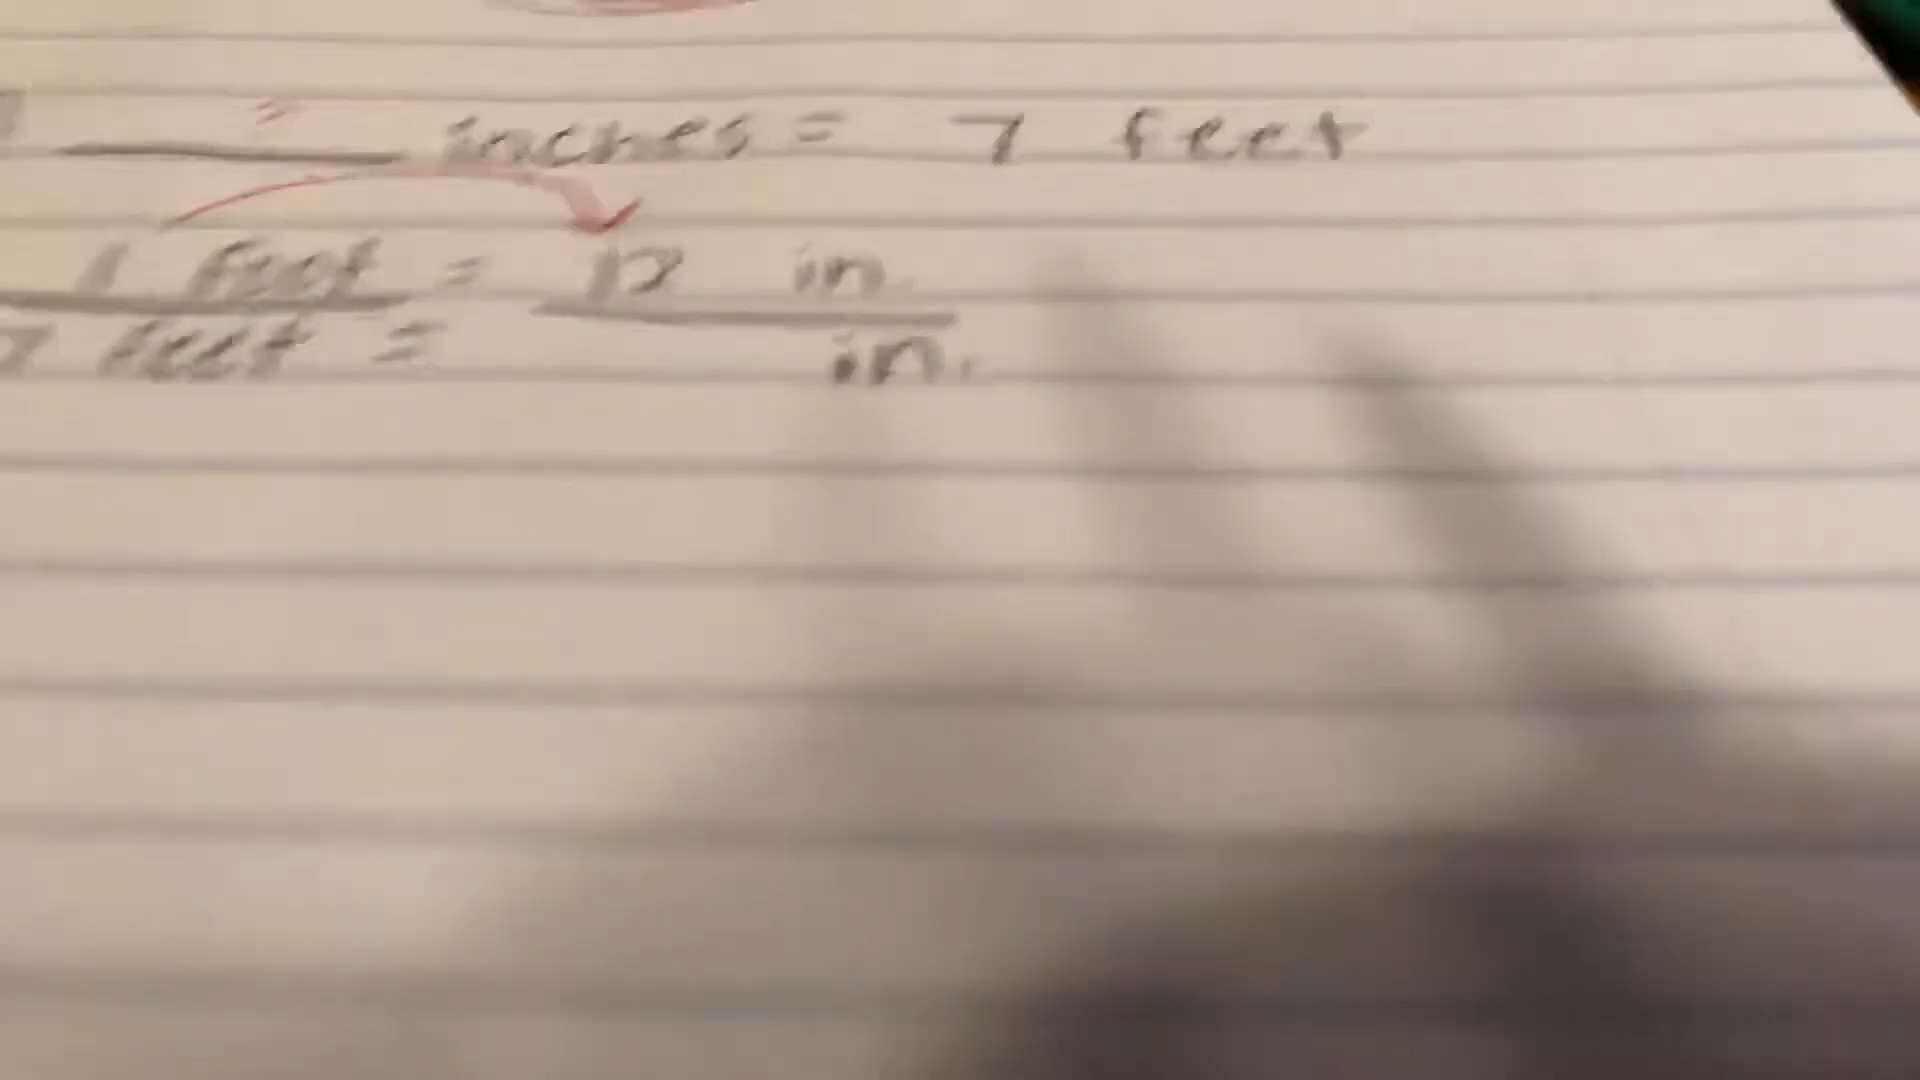 inches = 7 feet
1 feet = 12 in.
7 feet = in.